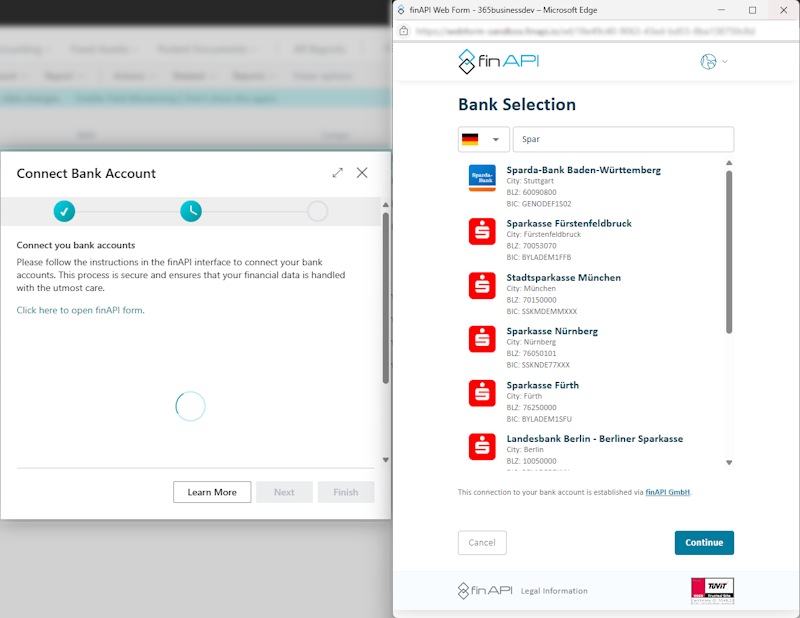 finAPI Web Form - 365businessdev – Microsoft Edge
Connect Bank Account
Connect you bank accounts
Please follow the instructions in the finAPI interface to connect your bank
accounts. This process is secure and ensures that your financial data is handled
with the utmost care.
Click here to open finAPI form.
Learn More
Next
Finish
finAPI
Bank Selection
Spar
Sparda-Bank
Sparda-Bank Baden-Württemberg
City: Stuttgart
BLZ: 60090800
BIC: GENODEF1S02
Sparkasse Fürstenfeldbruck
City: Fürstenfeldbruck
BLZ: 70053070
BIC: BYLADEM1FFB
Stadtsparkasse München
City: München
BLZ: 70150000
BIC: SSKMDEMMXXX
Sparkasse Nürnberg
City: Nürnberg
BLZ: 76050101
BIC: SSKNDE77XXX
Sparkasse Fürth
City: Fürth
BLZ: 76250000
BIC: BYLADEM1SFU
Landesbank Berlin - Berliner Sparkasse
City: Berlin
BLZ: 10050000
This connection to your bank account is established via finAPI GmbH.
Cancel
Continue
finAPI
Legal Information
TÜViT
Trusted Site